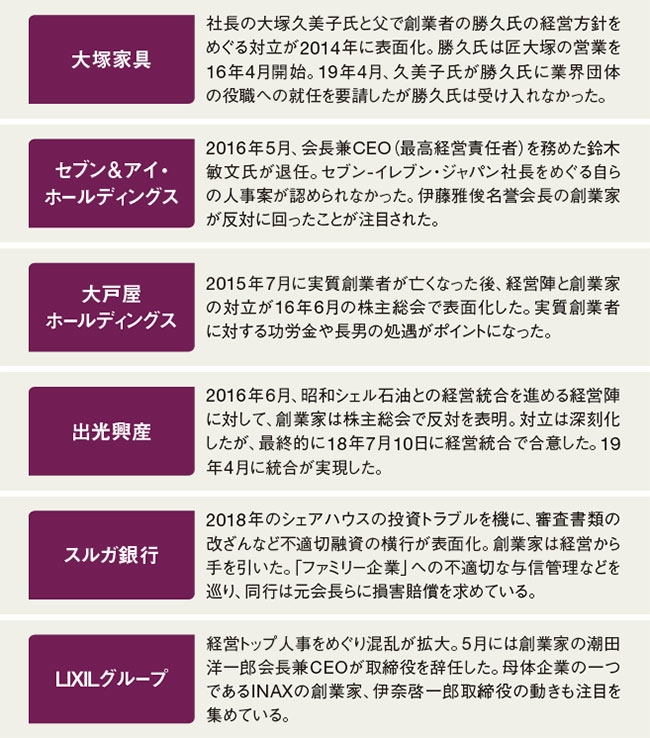 大塚家具
社長の大塚久美子氏と父で創業者の勝久氏の経営方針を
めぐる対立が2014年に表面化。勝久氏は匠大塚の営業を
16年4月開始。19年4月、久美子氏が勝久氏に業界団体
の役職への就任を要請したが勝久氏は受け入れなかった。
セブン&アイ・
ホールディングス
2016年5月、会長兼CEO(最高経営責任者)を務めた鈴木
敏文氏が退任。セブン-イレブン・ジャパン社長をめぐる自ら
の人事案が認められなかった。伊藤雅俊名誉会長の創業家
が反対に回ったことが注目された。
大戸屋
ホールディングス
2015年7月に実質創業者が亡くなった後、経営陣と創業家
の対立が16年6月の株主総会で表面化した。実質創業者
に対する功労金や長男の処遇がポイントになった。
出光興産
2016年6月、昭和シェル石油との経営統合を進める経営陣
に対して、創業家は株主総会で反対を表明。対立は深刻化
したが、最終的に18年7月10日に経営統合で合意した。19
年4月に統合が実現した。
スルガ銀行
2018年のシェアハウスの投資トラブルを機に、審査書類の
改ざんなど不適切融資の横行が表面化。創業家は経営から
手を引いた。「ファミリー企業」への不適切な与信管理などを
巡り、同行は元会長らに損害賠償を求めている。
LIXILグループ
経営トップ人事をめぐり混乱が拡大。5月には創業家の潮田
洋一郎会長兼CEOが取締役を辞任した。母体企業の一つ
であるINAXの創業家、伊奈啓一郎取締役の動きも注目を
集めている。